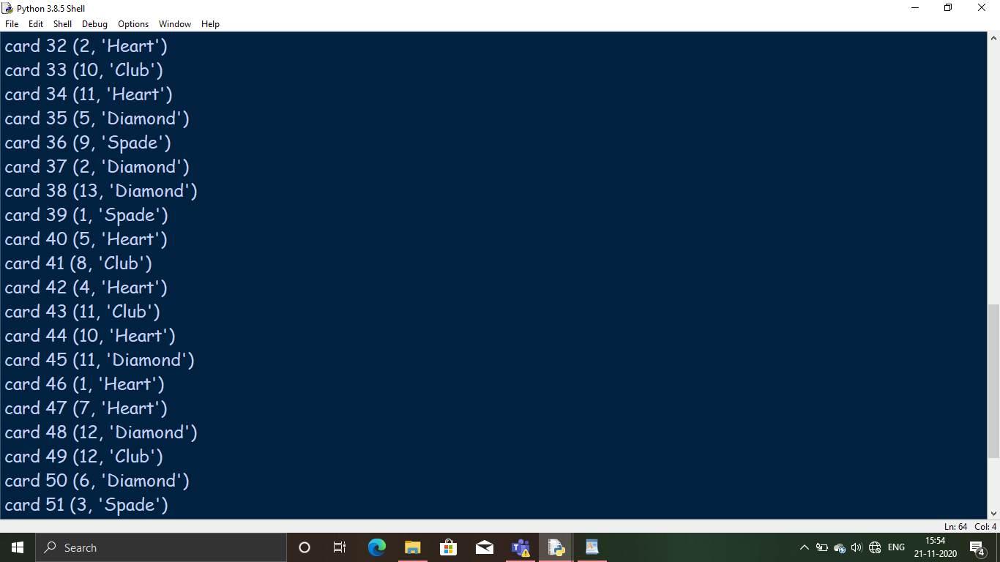 Python 3.8.5 Shell
File Edit Shell Debug Options Window Help
card 32 (2, 'Heart')
card 33 (10, 'Club')
card 34 (11, 'Heart')
card 35 (5, 'Diamond')
card 36 (9, 'Spade')
card 37 (2, 'Diamond')
card 38 (13, 'Diamond')
card 39 (1, 'Spade')
card 40 (5, 'Heart')
card 41 (8, 'Club')
card 42 (4, 'Heart')
card 43 (11, 'Club')
card 44 (10, 'Heart')
card 45 (11, 'Diamond')
card 46 (1, 'Heart')
card 47 (7, 'Heart')
card 48 (12, 'Diamond')
card 49 (12, 'Club')
card 50 (6, 'Diamond')
card 51 (3, 'Spade')
Ln: 64 Col: 4
Search
ENG
15:54
21-11-2020
4